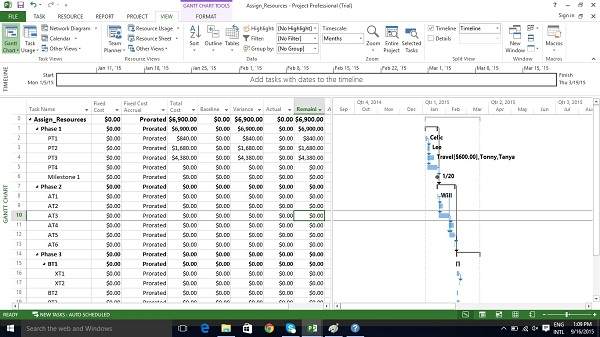 GANTT CHART TOOLS
Assign_Resources - Project Professional (Trial)
FILE TASK RESOURCE REPORT PROJECT VIEW FORMAT Sign in
Gantt Chart Task Usage Network Diagram Calendar Other Views Team Planner Resource Usage Resource Sheet Other Views Sort Outline Tables Highlight: [No Highlight] Filter: [No Filter] Group by: [No Group] Timescale: Months Zoom Entire Project Selected Tasks Timeline Timeline Details New Window Macros
Task Views Resource Views Data Zoom Split View Window Macros
TIMELINE
Start Mon 1/5/15
Jan 11, '15 Jan 18, '15 Jan 25, '15 Feb 1, '15 Feb 8, '15 Feb 15, '15 Feb 22, '15 Mar 1, '15 Mar 8, '15 Mar 15, '15
Add tasks with dates to the timeline
Finish Thu 3/19/15
GANTT CHART
Task Name Fixed Cost Fixed Cost Accrual Total Cost Baseline Variance Actual Remaini A
Qtr 4, 2014 Qtr 1, 2015 Qtr 2, 2015 Qtr 3, 2015
Sep Oct Nov Dec Jan Feb Mar Apr May Jun Jul Aug
0 Assign_Resources $0.00 Prorated $6,900.00 $0.00 $6,900.00 $0.00 $6,900.00
1 Phase 1 $0.00 Prorated $6,900.00 $0.00 $6,900.00 $0.00 $6,900.00
2 PT1 $0.00 Prorated $840.00 $0.00 $840.00 $0.00 $840.00 Celic
3 PT2 $0.00 Prorated $1,680.00 $0.00 $1,680.00 $0.00 $1,680.00 Lee
4 PT3 $0.00 Prorated $4,380.00 $0.00 $4,380.00 $0.00 $4,380.00 Travel[$600.00],Tonny,Tanya
5 PT4 $0.00 Prorated $0.00 $0.00 $0.00 $0.00 $0.00
6 Milestone 1 $0.00 Prorated $0.00 $0.00 $0.00 $0.00 $0.00 1/20
7 Phase 2 $0.00 Prorated $0.00 $0.00 $0.00 $0.00 $0.00
8 AT1 $0.00 Prorated $0.00 $0.00 $0.00 $0.00 $0.00 Will
9 AT2 $0.00 Prorated $0.00 $0.00 $0.00 $0.00 $0.00
10 AT3 $0.00 Prorated $0.00 $0.00 $0.00 $0.00 $0.00
11 AT4 $0.00 Prorated $0.00 $0.00 $0.00 $0.00 $0.00
12 AT5 $0.00 Prorated $0.00 $0.00 $0.00 $0.00 $0.00
13 AT6 $0.00 Prorated $0.00 $0.00 $0.00 $0.00 $0.00
14 Phase 3 $0.00 Prorated $0.00 $0.00 $0.00 $0.00 $0.00
15 BT1 $0.00 Prorated $0.00 $0.00 $0.00 $0.00 $0.00
16 XT1 $0.00 Prorated $0.00 $0.00 $0.00 $0.00 $0.00
17 XT2 $0.00 Prorated $0.00 $0.00 $0.00 $0.00 $0.00
18 BT2 $0.00 Prorated $0.00 $0.00 $0.00 $0.00 $0.00
READY NEW TASKS : AUTO SCHEDULED
Search the web and Windows
ENG INTL
1:09 PM 9/16/2015